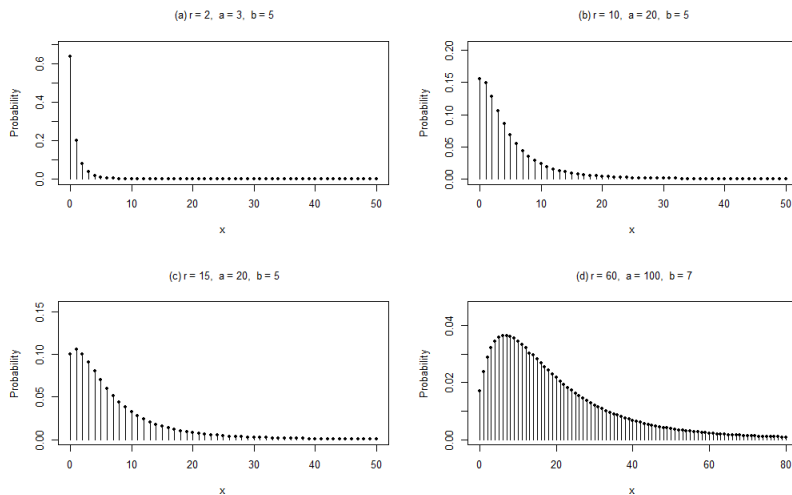 (a) r = 2, a = 3, b = 5
Probability
0.0 0.2 0.4 0.6
0 10 20 30 40 50
x
(b) r = 10, a = 20, b = 5
Probability
0.00 0.05 0.10 0.15 0.20
0 10 20 30 40 50
x
(c) r = 15, a = 20, b = 5
Probability
0.00 0.05 0.10 0.15
0 10 20 30 40 50
x
(d) r = 60, a = 100, b = 7
Probability
0.00 0.02 0.04
0 20 40 60 80
x